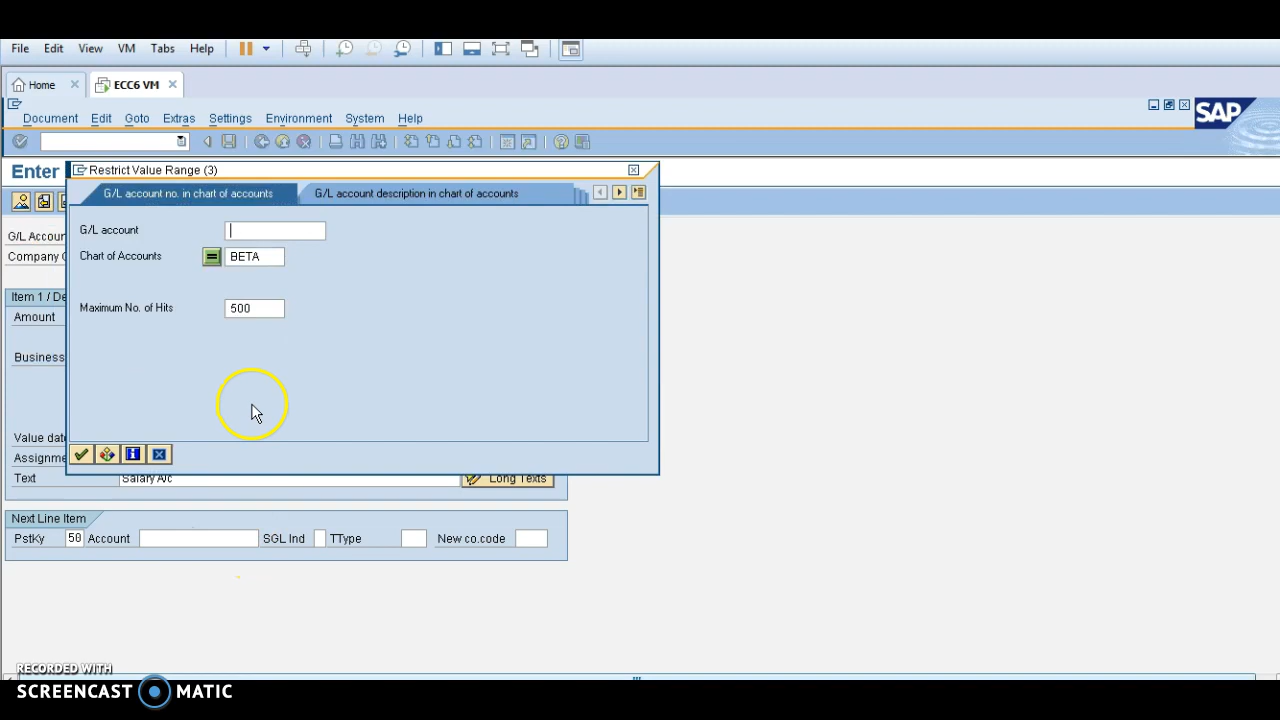 File Edit View VM Tabs Help
Home ECC6 VM
Document Edit Goto Extras Settings Environment System Help
SAP
Enter
Restrict Value Range (3)
G/L account no. in chart of accounts G/L account description in chart of accounts
G/L account
Chart of Accounts BETA
Maximum No. of Hits 500
G/L Accoun
Company C
Item 1 / De
Amount
Business
Value date
Assignme
Text Salary A/c Long Texts
Next Line Item
PstKy 50 Account SGL Ind TType New co.code
RECORDED WITH
SCREENCAST MATIC